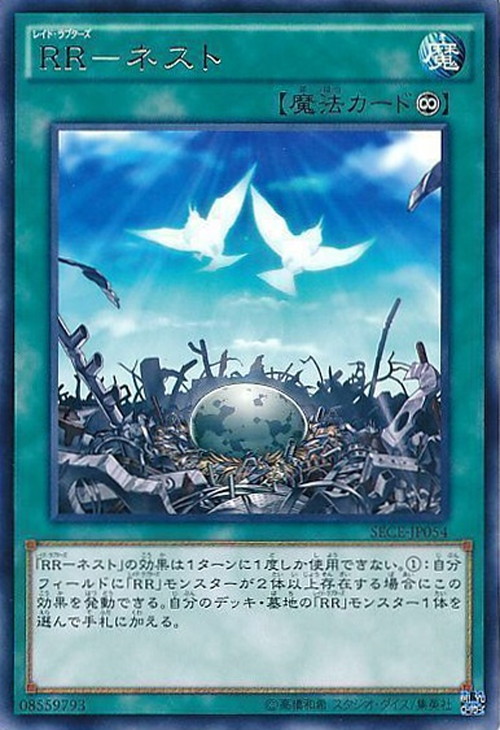 レイド・ラプターズ
RR－ネスト
魔
【魔法カード∞】
SECE-JP054
「RR－ネスト」の効果は1ターンに1度しか使用できない。①：自分
フィールドに「RR」モンスターが2体以上存在する場合にこの
効果を発動できる。自分のデッキ・墓地の「RR」モンスター1体を
選んで手札に加える。
08559793
©高橋和希 スタジオ・ダイス/集英社